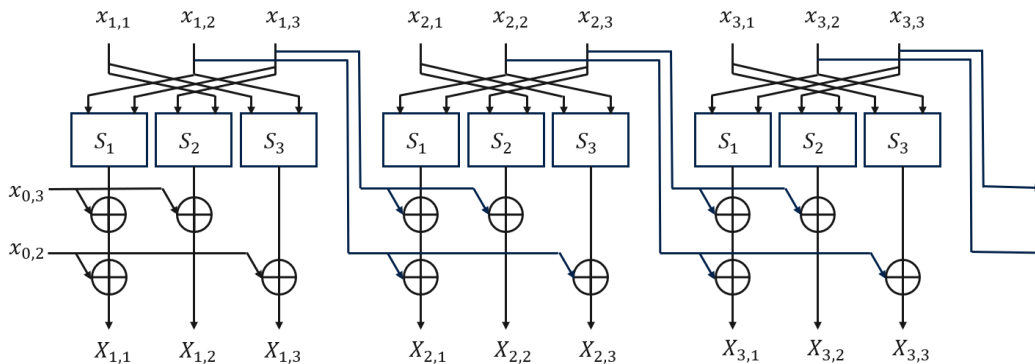 x1,1 x1,2 x1,3 x2,1 x2,2 x2,3 x3,1 x3,2 x3,3
S1 S2 S3 S1 S2 S3 S1 S2 S3
x0,3
x0,2
X1,1 X1,2 X1,3 X2,1 X2,2 X2,3 X3,1 X3,2 X3,3